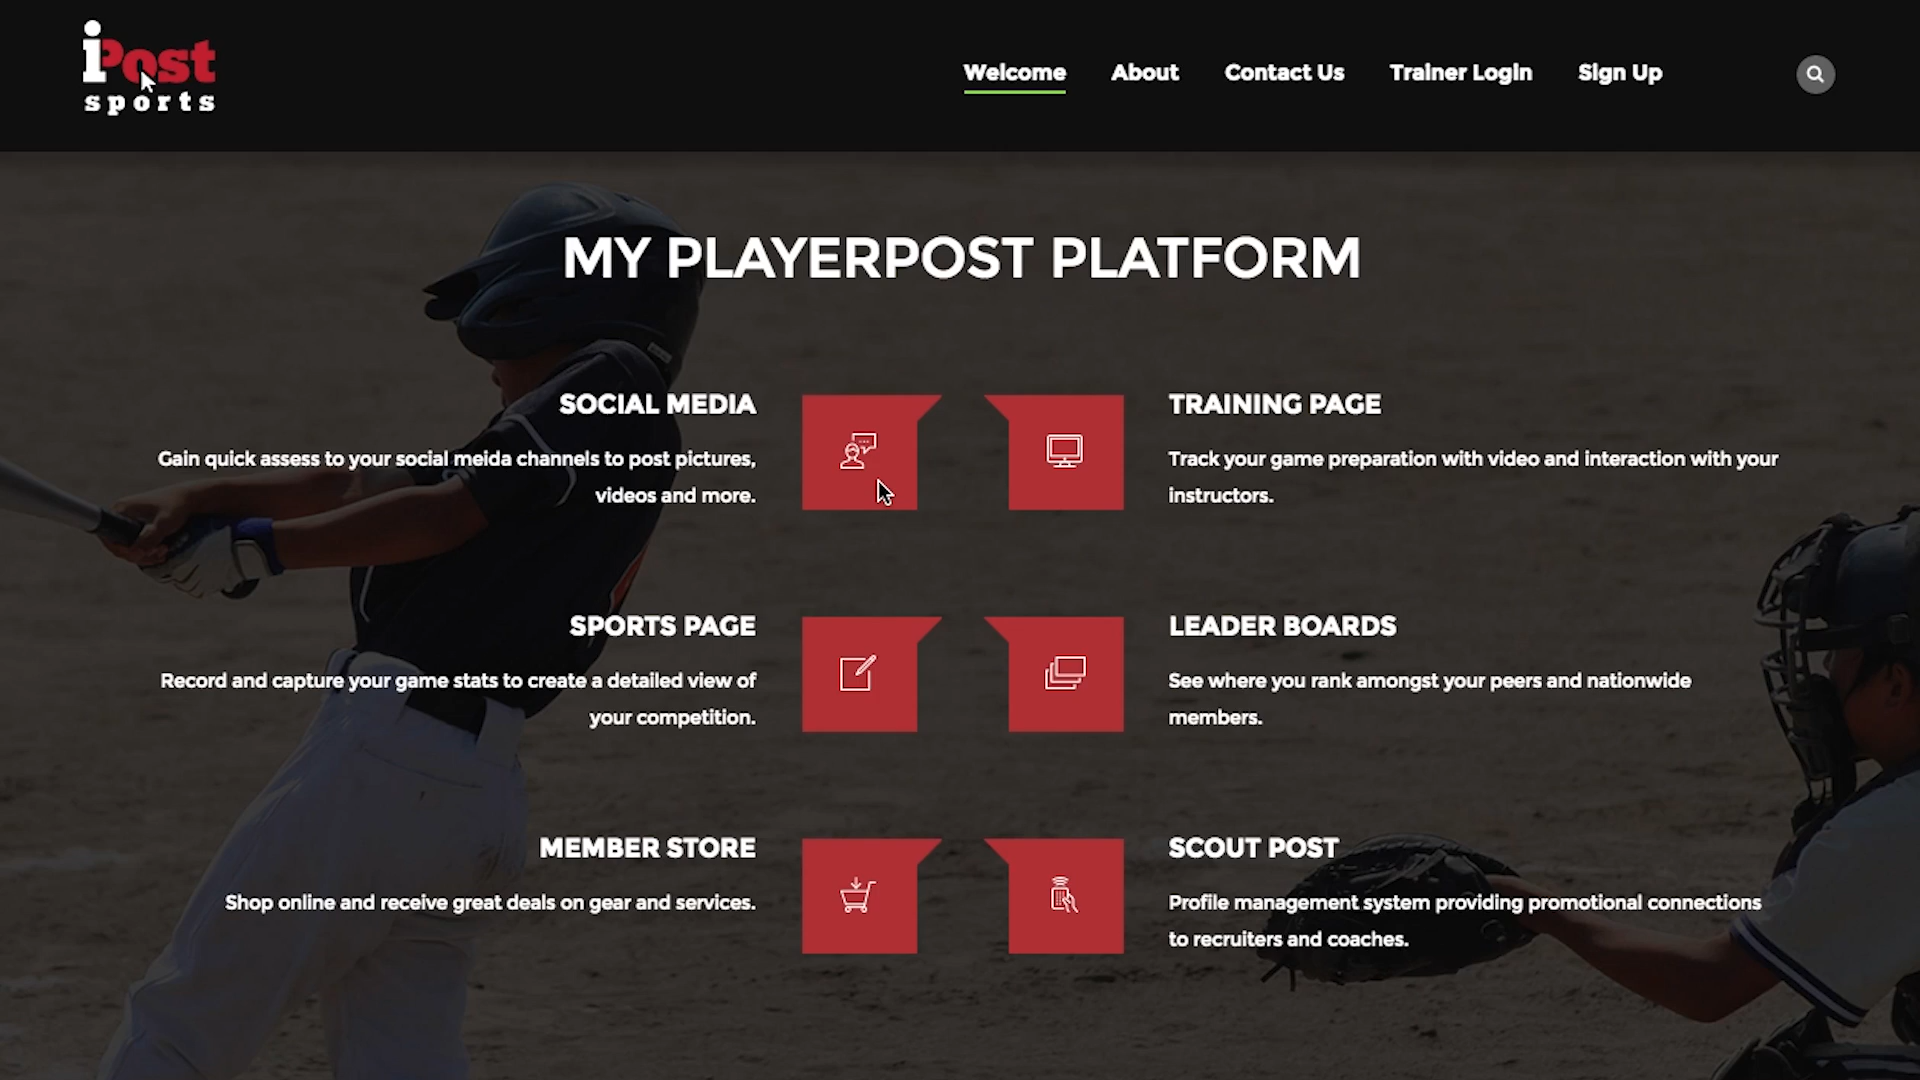 iPost
sports
Welcome
About
Contact Us
Trainer Login
Sign Up
MY PLAYERPOST PLATFORM
SOCIAL MEDIA
Gain quick assess to your social meida channels to post pictures,
videos and more.
TRAINING PAGE
Track your game preparation with video and interaction with your
instructors.
SPORTS PAGE
Record and capture your game stats to create a detailed view of
your competition.
LEADER BOARDS
See where you rank amongst your peers and nationwide
members.
MEMBER STORE
Shop online and receive great deals on gear and services.
SCOUT POST
Profile management system providing promotional connections
to recruiters and coaches.